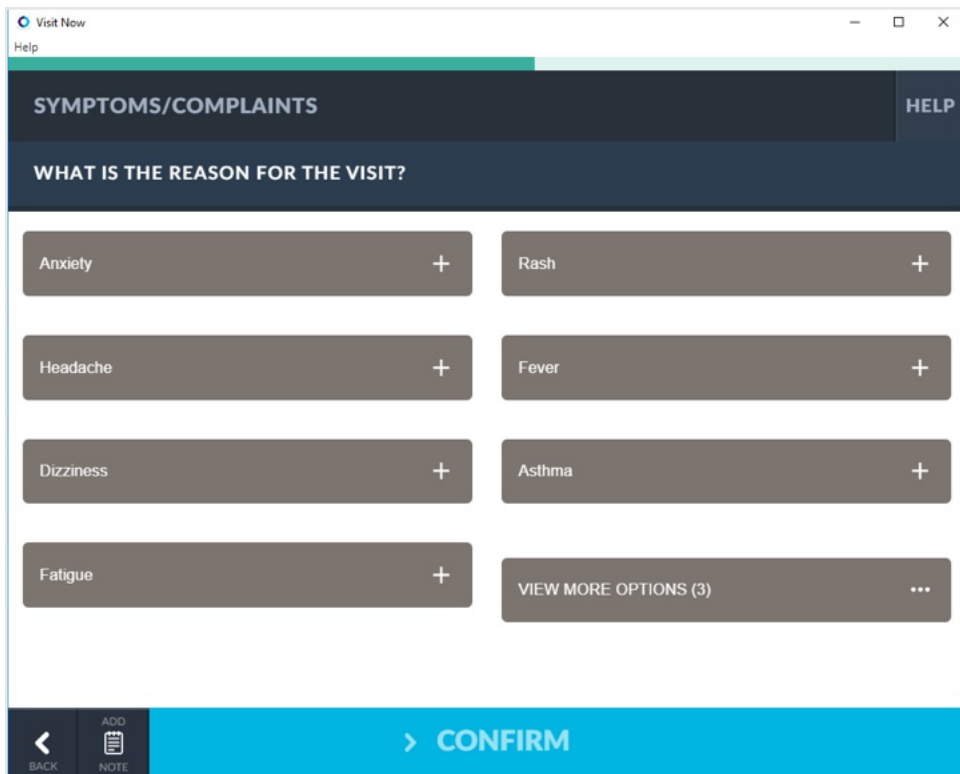 Visit Now
Help
SYMPTOMS/COMPLAINTS
HELP
WHAT IS THE REASON FOR THE VISIT?
Anxiety
Rash
Headache
Fever
Dizziness
Asthma
Fatigue
VIEW MORE OPTIONS (3)
BACK
ADD
NOTE
CONFIRM